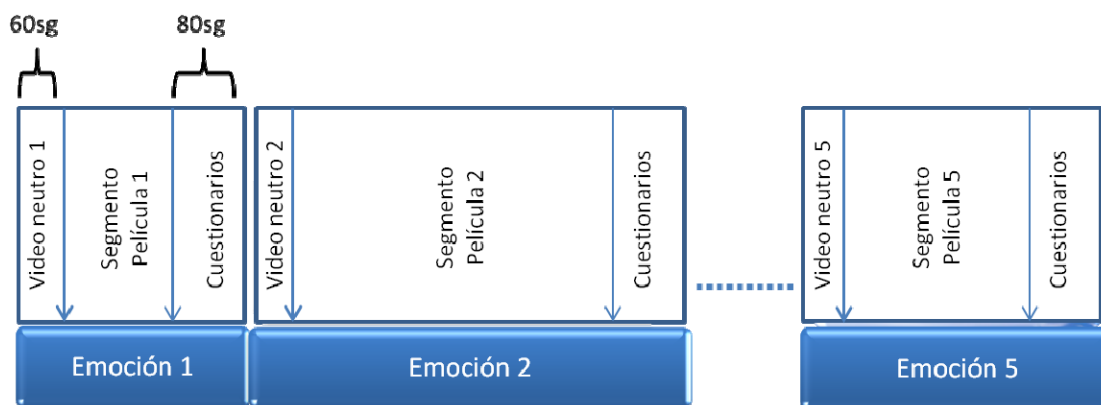 60sg
80sg
Video neutro 1
Segmento
Película 1
Cuestionarios
Video neutro 2
Segmento
Película 2
Cuestionarios
Video neutro 5
Segmento
Película 5
Cuestionarios
Emoción 1
Emoción 2
Emoción 5